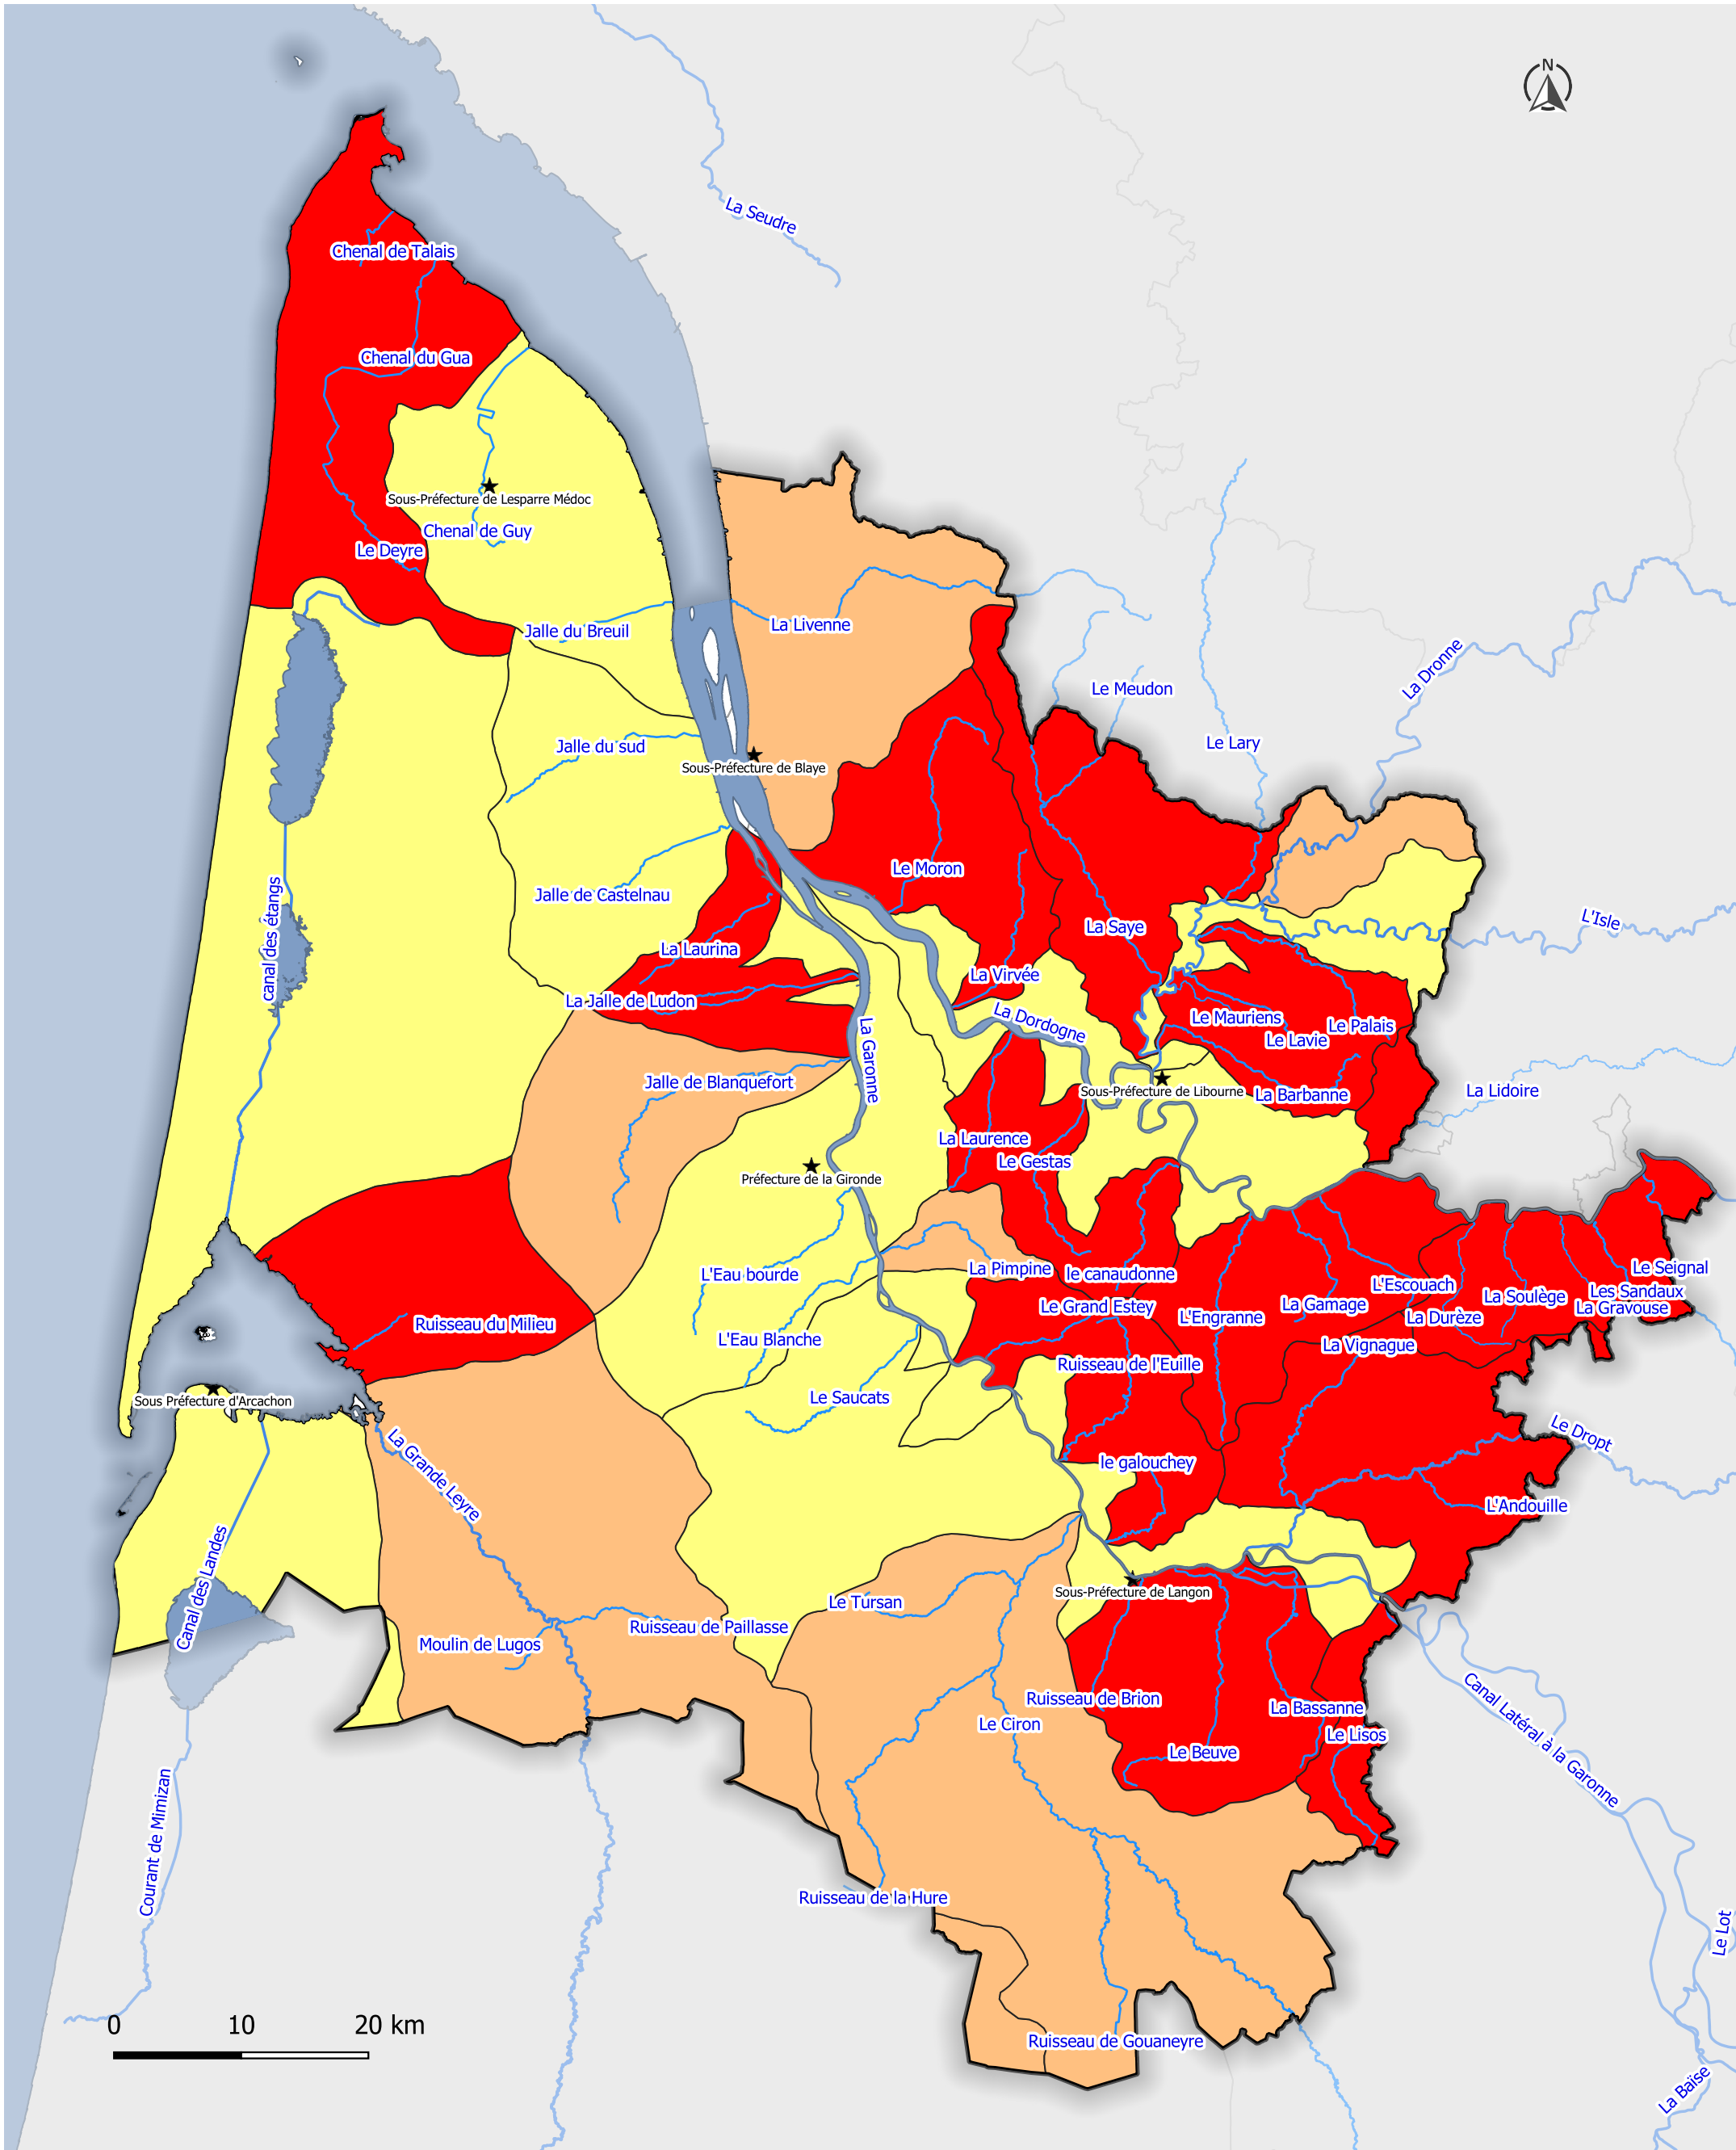 N
La Seudre
Chenal de Talais
Chenal du Gua
Sous-Préfecture de Lesparre Médoc
Chenal de Guy
Le Deyre
Jalle du Breuil
La Livenne
La Dronne
Le Meudon
Le Lary
Jalle du sud
Sous-Préfecture de Blaye
Le Moron
Jalle de Castelnau
L'Isle
La Saye
canal des étangs
La Laurina
La Virvée
La Jalle de Ludon
La Dordogne
Le Mauriens
Le Palais
Le Lavie
La Garonne
Jalle de Blanquefort
Sous-Préfecture de Libourne
La Barbanne
La Lidoire
La Laurence
Le Gestas
Préfecture de la Gironde
La Pimpine
le canaudonne
L'Eau bourde
Le Seignal
L'Escouach
Les Sandaux
La Soulège
La Gravouse
La Gamage
La Durèze
Le Grand Estey
L'Engranne
Ruisseau du Milieu
L'Eau Blanche
La Vignague
Ruisseau de l'Euille
Le Saucats
Sous Préfecture d'Arcachon
Le Dropt
La Grande Leyre
le galouchey
L'Andouille
Canal des Landes
Sous-Préfecture de Langon
Le Tursan
Ruisseau de Paillasse
Moulin de Lugos
Ruisseau de Brion
La Bassanne
Le Ciron
Le Lisos
Le Beuve
Canal Latéral à la Garonne
Courant de Mimizan
Ruisseau de la Hure
Le Lot
0 10 20 km
Ruisseau de Gouaneyre
La Baïse